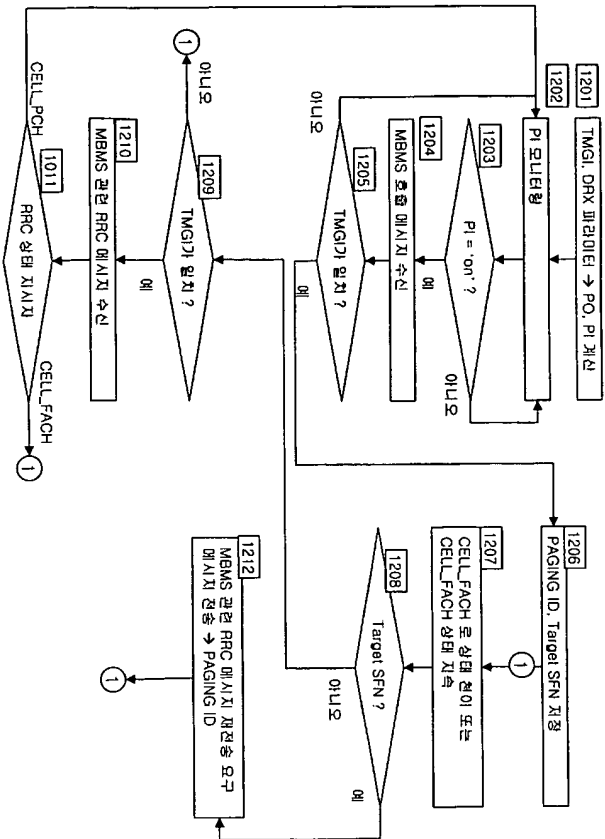 1201
TMGI, DRX 파라미터 → PO, PI 계산
1202
PI 모니터링
1203
PI = 'on' ?
아니오
예
1204
MBMS 호출 메시지 수신
1205
TMGI가 일치 ?
아니오
예
1206
PAGING ID, Target SFN 저장
1
1207
CELL_FACH 로 상태 천이 또는
CELL_FACH 상태 지속
1208
Target SFN ?
아니오
예
1209
TMGI가 일치 ?
아니오
1
예
1210
MBMS 관련 RRC 메시지 수신
1011
RRC 상태 지시자
CELL_PCH
CELL_FACH
1
1212
MBMS 관련 RRC 메시지 재전송 요구
메시지 전송 → PAGING ID
1